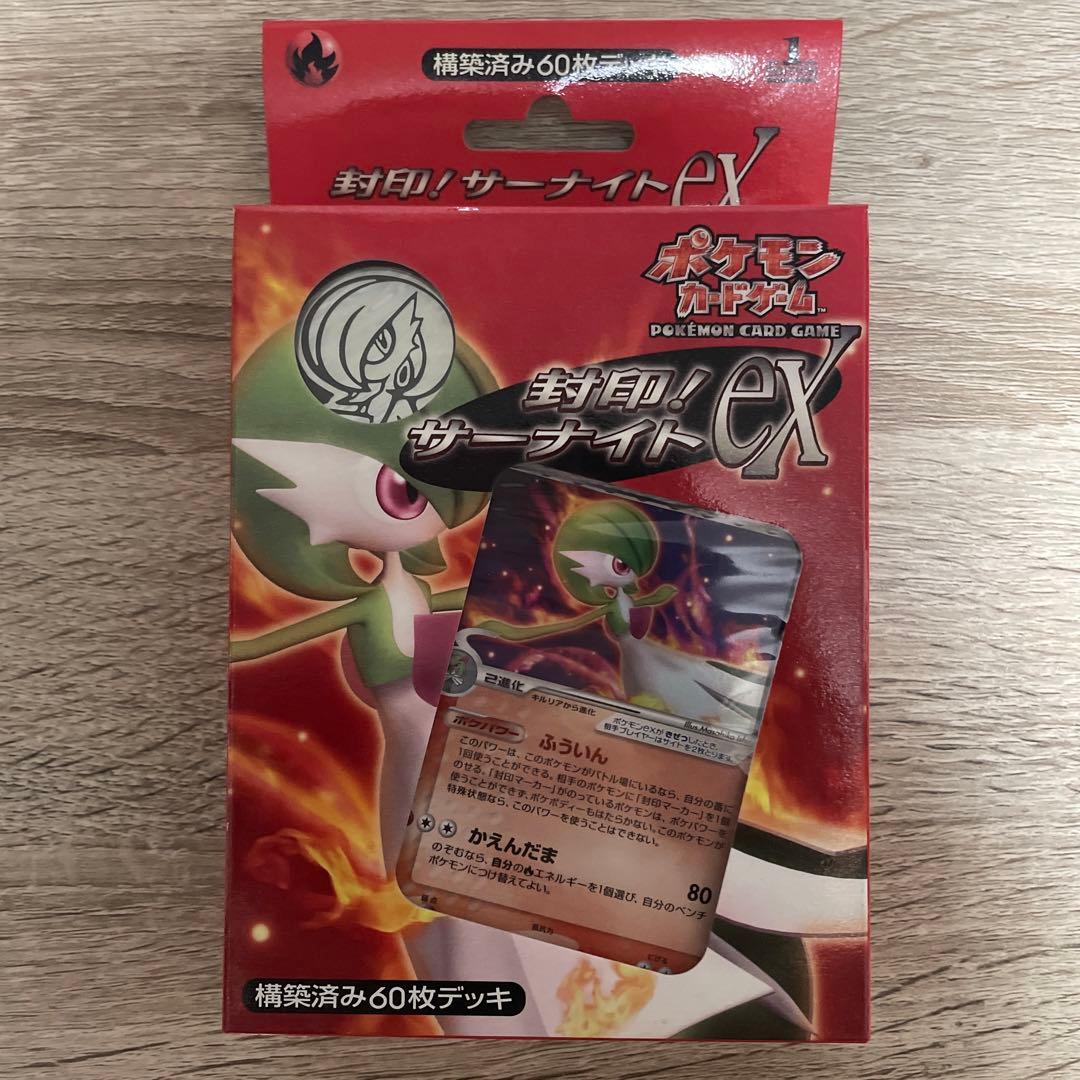 構築済み60枚デッキ
1
封印!サーナイトex
ポケモン
カードゲーム™
POKÉMON CARD GAME
封印!
サーナイトex
2進化
キルリアから進化
ポケモンexがきぜつしたとき、
相手プレイヤーはサイドを2枚とります。
ポケパワー ふういん
このパワーは、このポケモンがバトル場にいるなら、自分の番に
1回使うことができる。相手のポケモンに「封印マーカー」を1個
のせる。「封印マーカー」がのっているポケモンは、ポケパワーを
使うことができず、ポケボディーもはたらかない。このポケモンが
特殊状態なら、このパワーを使うことはできない。
かえんだま 80
のぞむなら、自分のエネルギーを1個選び、自分のベンチ
ポケモンにつけ替えてよい。
弱点
抵抗力
にげる
構築済み60枚デッキ